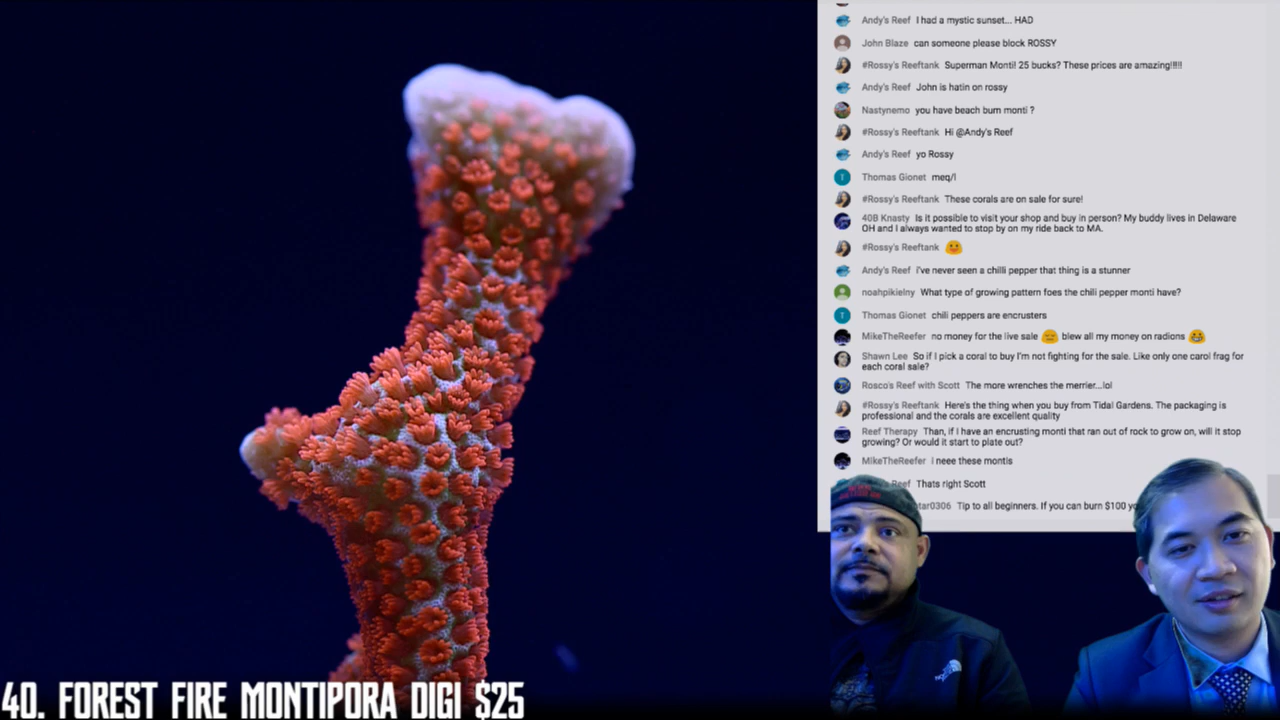 Andy's Reef I had a mystic sunset... HAD
John Blaze can someone please block ROSSY
#Rossy's Reeftank Superman Monti! 25 bucks? These prices are amazing!!!!!
Andy's Reef John is hatin on rossy
Nastynemo you have beach bum monti ?
#Rossy's Reeftank Hi @Andy's Reef
Andy's Reef yo Rossy
T Thomas Gionet meq/l
#Rossy's Reeftank These corals are on sale for sure!
40B Knasty Is it possible to visit your shop and buy in person? My buddy lives in Delaware
OH and I always wanted to stop by on my ride back to MA.
#Rossy's Reeftank
Andy's Reef i've never seen a chilli pepper that thing is a stunner
noahpikielny What type of growing pattern foes the chili pepper monti have?
T Thomas Gionet chili peppers are encrusters
MikeTheReefer no money for the live sale 😔 blew all my money on radions 😂
Shawn Lee So if I pick a coral to buy I'm not fighting for the sale. Like only one carol frag for
each coral sale?
Rosco's Reef with Scott The more wrenches the merrier...lol
#Rossy's Reeftank Here's the thing when you buy from Tidal Gardens. The packaging is
professional and the corals are excellent quality
Reef Therapy Than, if I have an encrusting monti that ran out of rock to grow on, will it stop
growing? Or would it start to plate out?
MikeTheReefer i neee these montis
Reef Thats right Scott
tar0306 Tip to all beginners. If you can burn $100
40. FOREST FIRE MONTIPORA DIGI $25